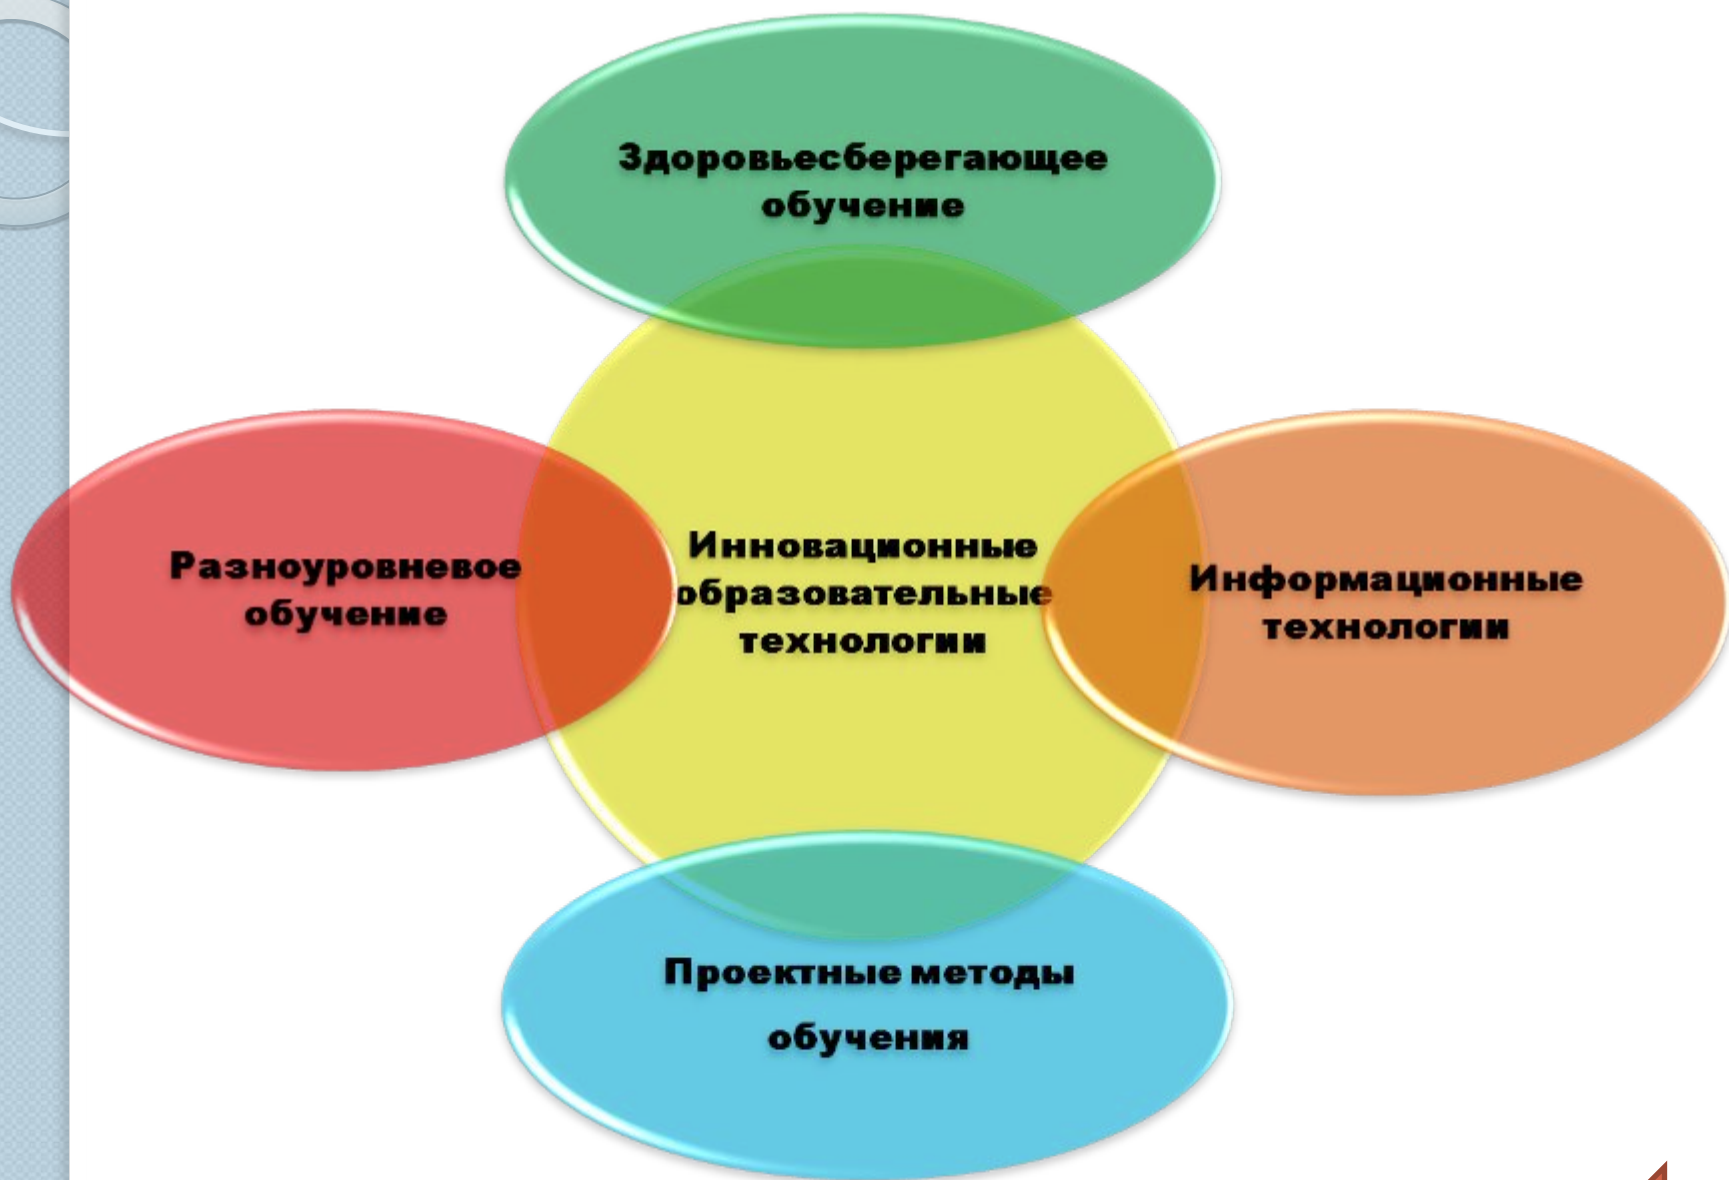 Здоровьесберегающее
обучение
Разноуровневое
обучение
Инновационные
образовательные
технологии
Информационные
технологии
Проектные методы
обучения